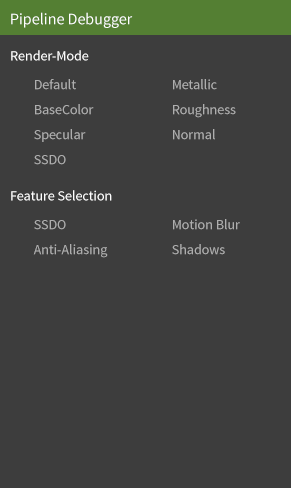 Pipeline Debugger
Render-Mode
Default Metallic
BaseColor Roughness
Specular Normal
SSDO
Feature Selection
SSDO Motion Blur
Anti-Aliasing Shadows